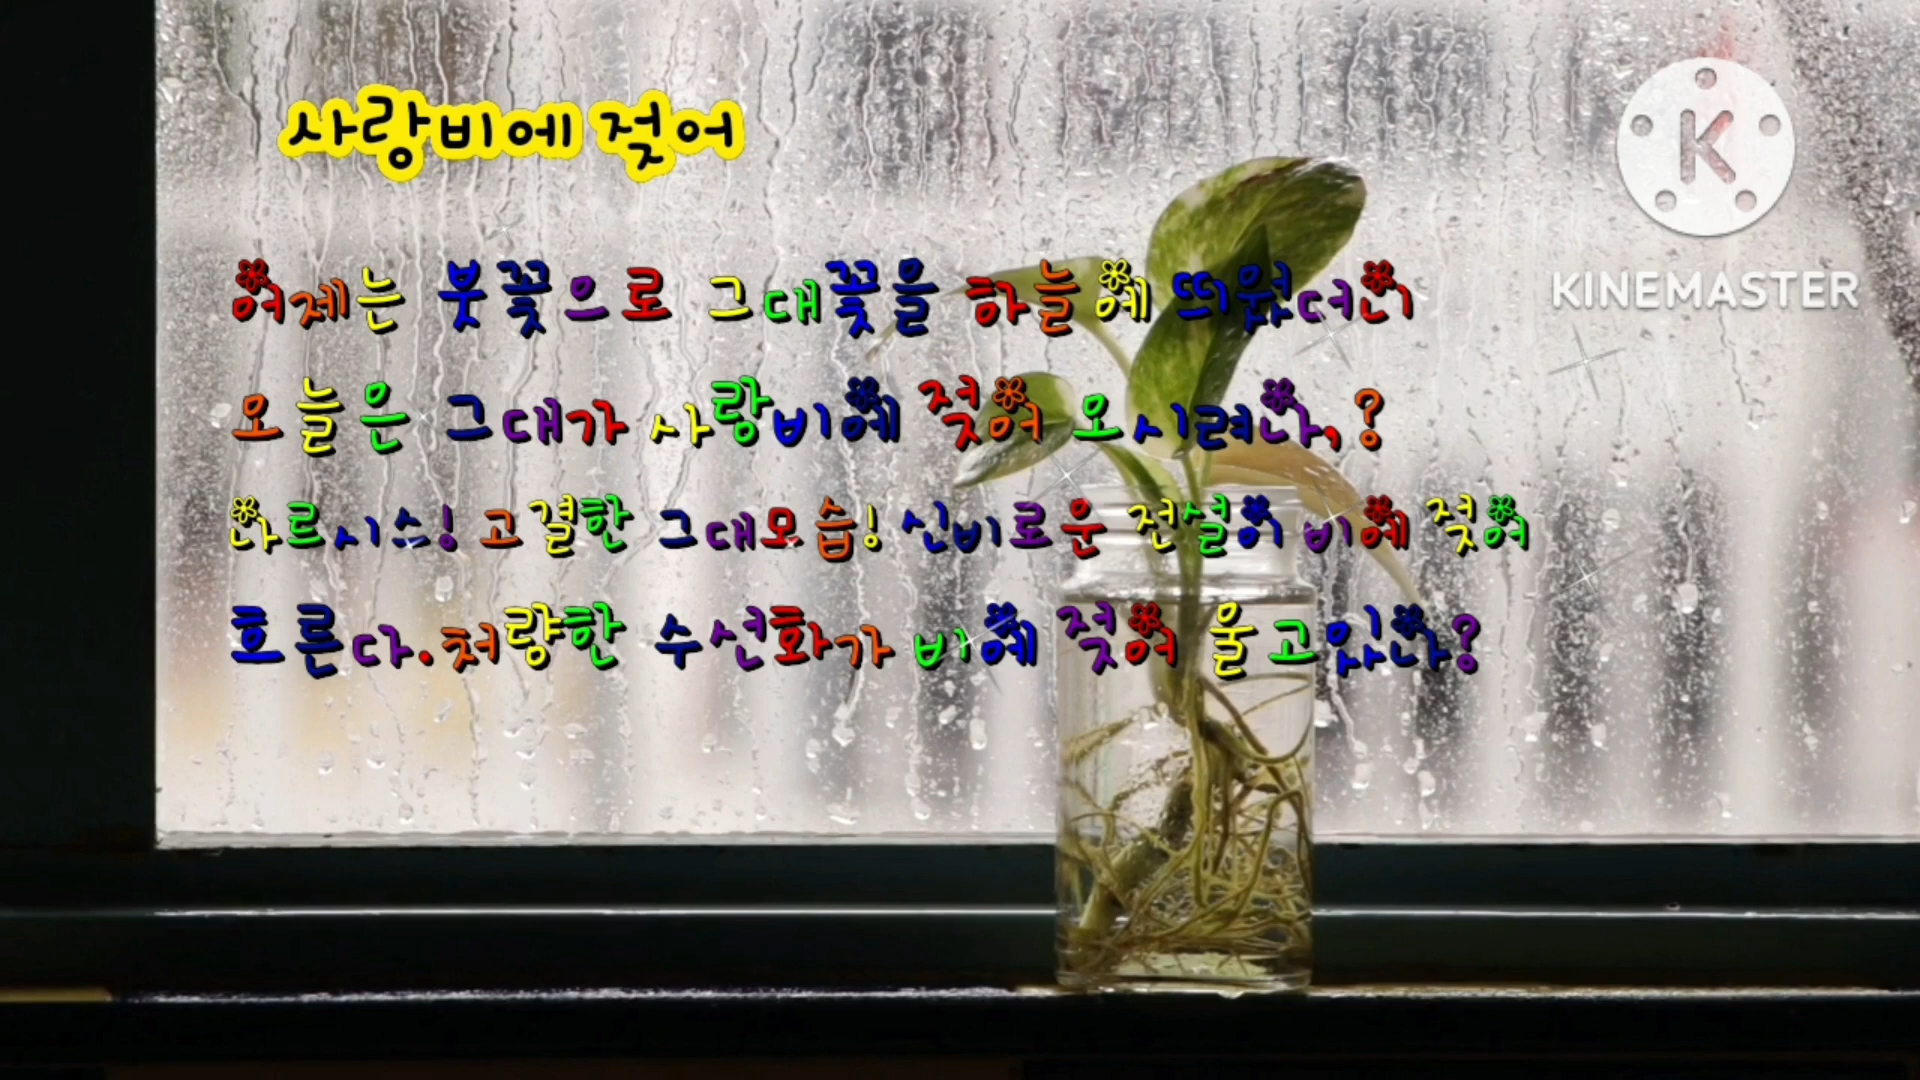 사랑비에 젖어
어제는 붓꽃으로 그대꽃을 하늘에 띄웠더니
오늘은 그대가 사랑비에 젖어 오시려나,?
나르시스! 고결한 그대모습! 신비로운 전설이 비에 젖어
흐른다.처량한 수선화가 비에 젖어 울고있나?
K
KINEMASTER